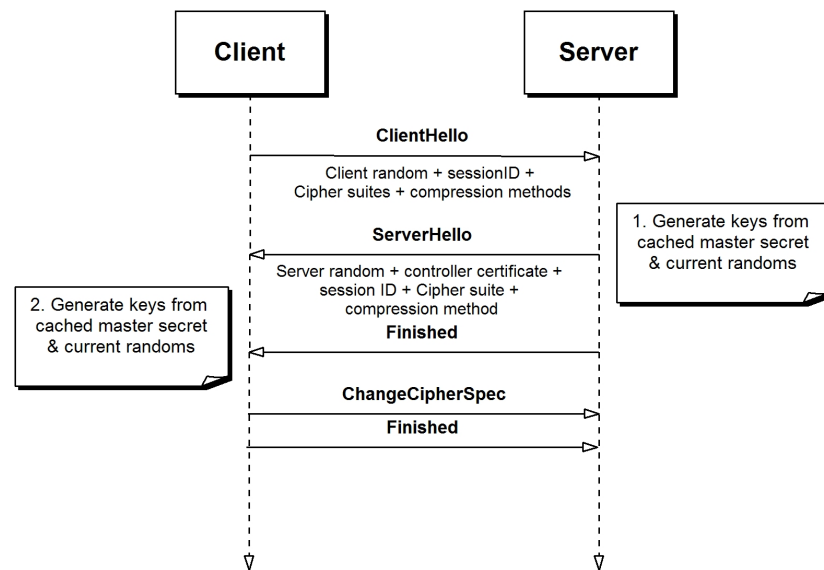 Client
Server
ClientHello
Client random + sessionID +
Cipher suites + compression methods
1. Generate keys from
cached master secret
& current randoms
ServerHello
Server random + controller certificate +
session ID + Cipher suite +
compression method
2. Generate keys from
cached master secret
& current randoms
Finished
ChangeCipherSpec
Finished